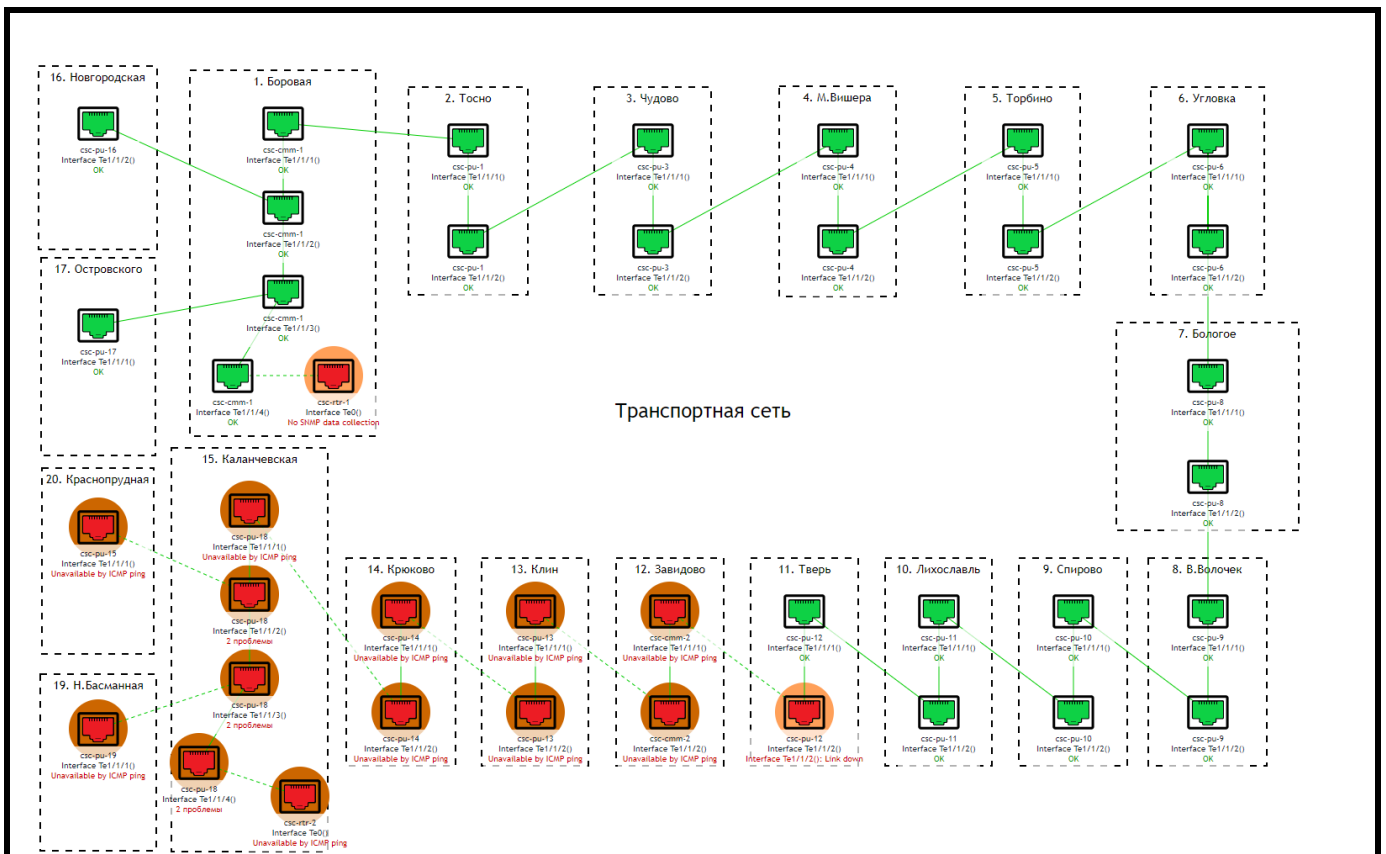 16. Новгородская
csc-pu-16
Interface Te1/1/2()
OK
1. Боровая
csc-cmm-1
Interface Te1/1/1()
OK
csc-cmm-1
Interface Te1/1/2()
OK
csc-cmm-1
Interface Te1/1/3()
OK
csc-cmm-1
Interface Te1/1/4()
OK
csc-rtr-1
Interface Te0()
No SNMP data collection
2. Тосно
csc-pu-1
Interface Te1/1/1()
OK
csc-pu-1
Interface Te1/1/2()
OK
3. Чудово
csc-pu-3
Interface Te1/1/1()
OK
csc-pu-3
Interface Te1/1/2()
OK
4. М.Вишера
csc-pu-4
Interface Te1/1/1()
OK
csc-pu-4
Interface Te1/1/2()
OK
5. Торбино
csc-pu-5
Interface Te1/1/1()
OK
csc-pu-5
Interface Te1/1/2()
OK
6. Угловка
csc-pu-6
Interface Te1/1/1()
OK
csc-pu-6
Interface Te1/1/2()
OK
17. Островского
csc-pu-17
Interface Te1/1/1()
OK
7. Бологое
csc-pu-8
Interface Te1/1/1()
OK
csc-pu-8
Interface Te1/1/2()
OK
Транспортная сеть
20. Краснопрудная
csc-pu-15
Interface Te1/1/1()
Unavailable by ICMP ping
15. Каланчевская
csc-pu-18
Interface Te1/1/1()
Unavailable by ICMP ping
csc-pu-18
Interface Te1/1/2()
2 проблемы
csc-pu-18
Interface Te1/1/3()
2 проблемы
csc-pu-18
Interface Te1/1/4()
2 проблемы
csc-rtr-2
Interface Te0()
Unavailable by ICMP ping
19. Н.Басманная
csc-pu-19
Interface Te1/1/1()
Unavailable by ICMP ping
14. Крюково
csc-pu-14
Interface Te1/1/1()
Unavailable by ICMP ping
csc-pu-14
Interface Te1/1/2()
Unavailable by ICMP ping
13. Клин
csc-pu-13
Interface Te1/1/1()
Unavailable by ICMP ping
csc-pu-13
Interface Te1/1/2()
Unavailable by ICMP ping
12. Завидово
csc-cmm-2
Interface Te1/1/1()
Unavailable by ICMP ping
csc-cmm-2
Interface Te1/1/2()
Unavailable by ICMP ping
11. Тверь
csc-pu-12
Interface Te1/1/1()
OK
csc-pu-12
Interface Te1/1/2()
Interface Te1/1/2(): Link down
10. Лихославль
csc-pu-11
Interface Te1/1/1()
OK
csc-pu-11
Interface Te1/1/2()
OK
9. Спирово
csc-pu-10
Interface Te1/1/1()
OK
csc-pu-10
Interface Te1/1/2()
OK
8. В.Волочек
csc-pu-9
Interface Te1/1/1()
OK
csc-pu-9
Interface Te1/1/2()
OK